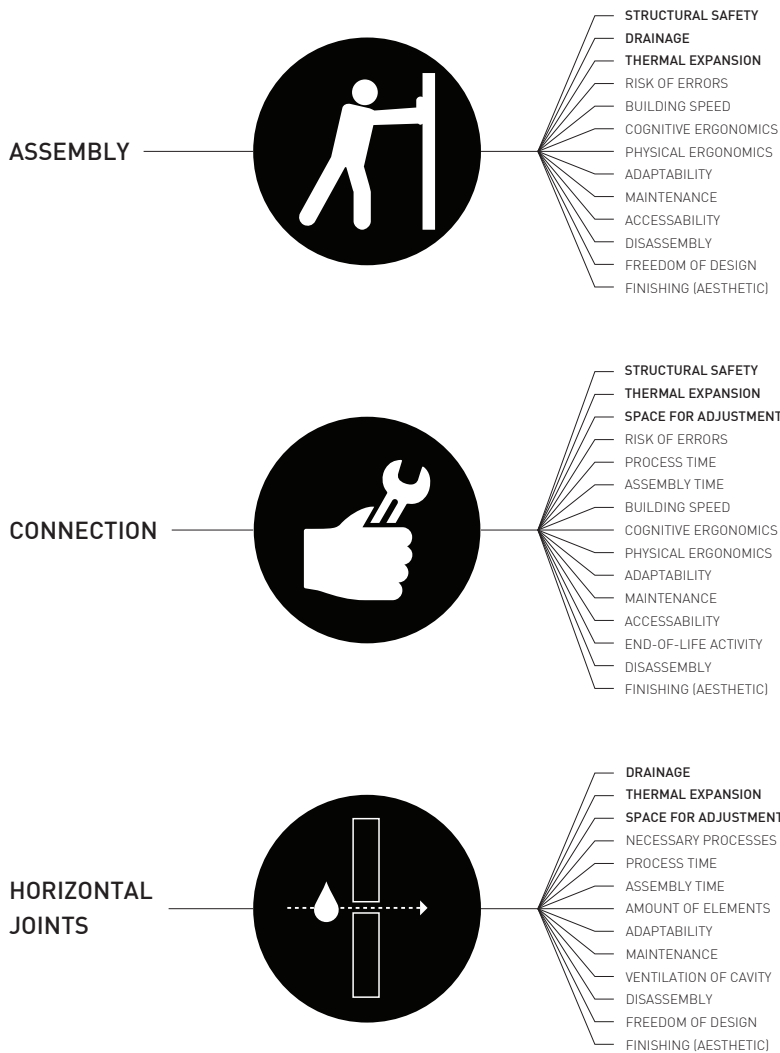 ASSEMBLY
STRUCTURAL SAFETY
DRAINAGE
THERMAL EXPANSION
RISK OF ERRORS
BUILDING SPEED
COGNITIVE ERGONOMICS
PHYSICAL ERGONOMICS
ADAPTABILITY
MAINTENANCE
ACCESSABILITY
DISASSEMBLY
FREEDOM OF DESIGN
FINISHING (AESTHETIC)
CONNECTION
STRUCTURAL SAFETY
THERMAL EXPANSION
SPACE FOR ADJUSTMENT
RISK OF ERRORS
PROCESS TIME
ASSEMBLY TIME
BUILDING SPEED
COGNITIVE ERGONOMICS
PHYSICAL ERGONOMICS
ADAPTABILITY
MAINTENANCE
ACCESSABILITY
END-OF-LIFE ACTIVITY
DISASSEMBLY
FINISHING (AESTHETIC)
HORIZONTAL
JOINTS
DRAINAGE
THERMAL EXPANSION
SPACE FOR ADJUSTMENT
NECESSARY PROCESSES
PROCESS TIME
ASSEMBLY TIME
AMOUNT OF ELEMENTS
ADAPTABILITY
MAINTENANCE
VENTILATION OF CAVITY
DISASSEMBLY
FREEDOM OF DESIGN
FINISHING (AESTHETIC)